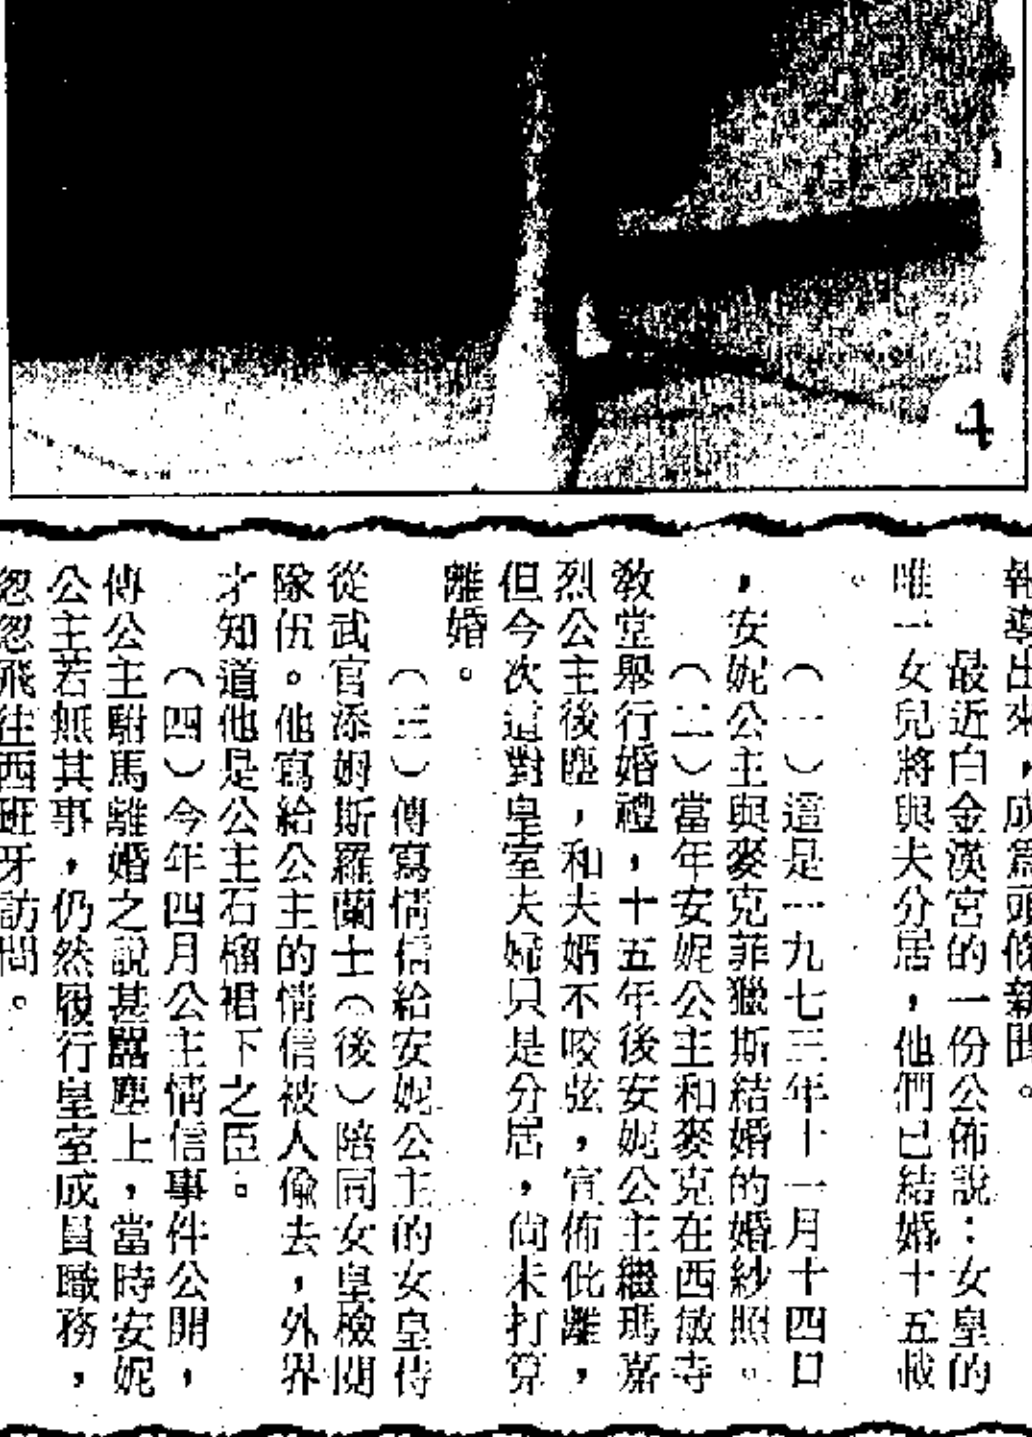 4
報導出來，成為頭條新聞。
最近白金漢宮的一份公佈說：女皇的
唯一女兒將與夫分居，他們已結婚十五載
。
（一）這是一九七三年十一月十四日
，安妮公主與麥克菲獵斯結婚的婚紗照。
（二）當年安妮公主和麥克在西敏寺
教堂舉行婚禮，十五年後安妮公主繼瑪嘉
烈公主後塵，和夫婿不咬弦，宣佈仳離，
但今次這對皇室夫婦只是分居，尚未打算
離婚。
（三）傳寫情信給安妮公主的女皇侍
從武官添姆斯羅蘭士（後）陪同女皇檢閱
隊伍。他寫給公主的情信被人偷去，外界
才知道他是公主石榴裙下之臣。
（四）今年四月公主情信事件公開，
傳公主駙馬離婚之說甚囂塵上，當時安妮
公主若無其事，仍然履行皇室成員職務，
忽忽飛往西班牙訪問。